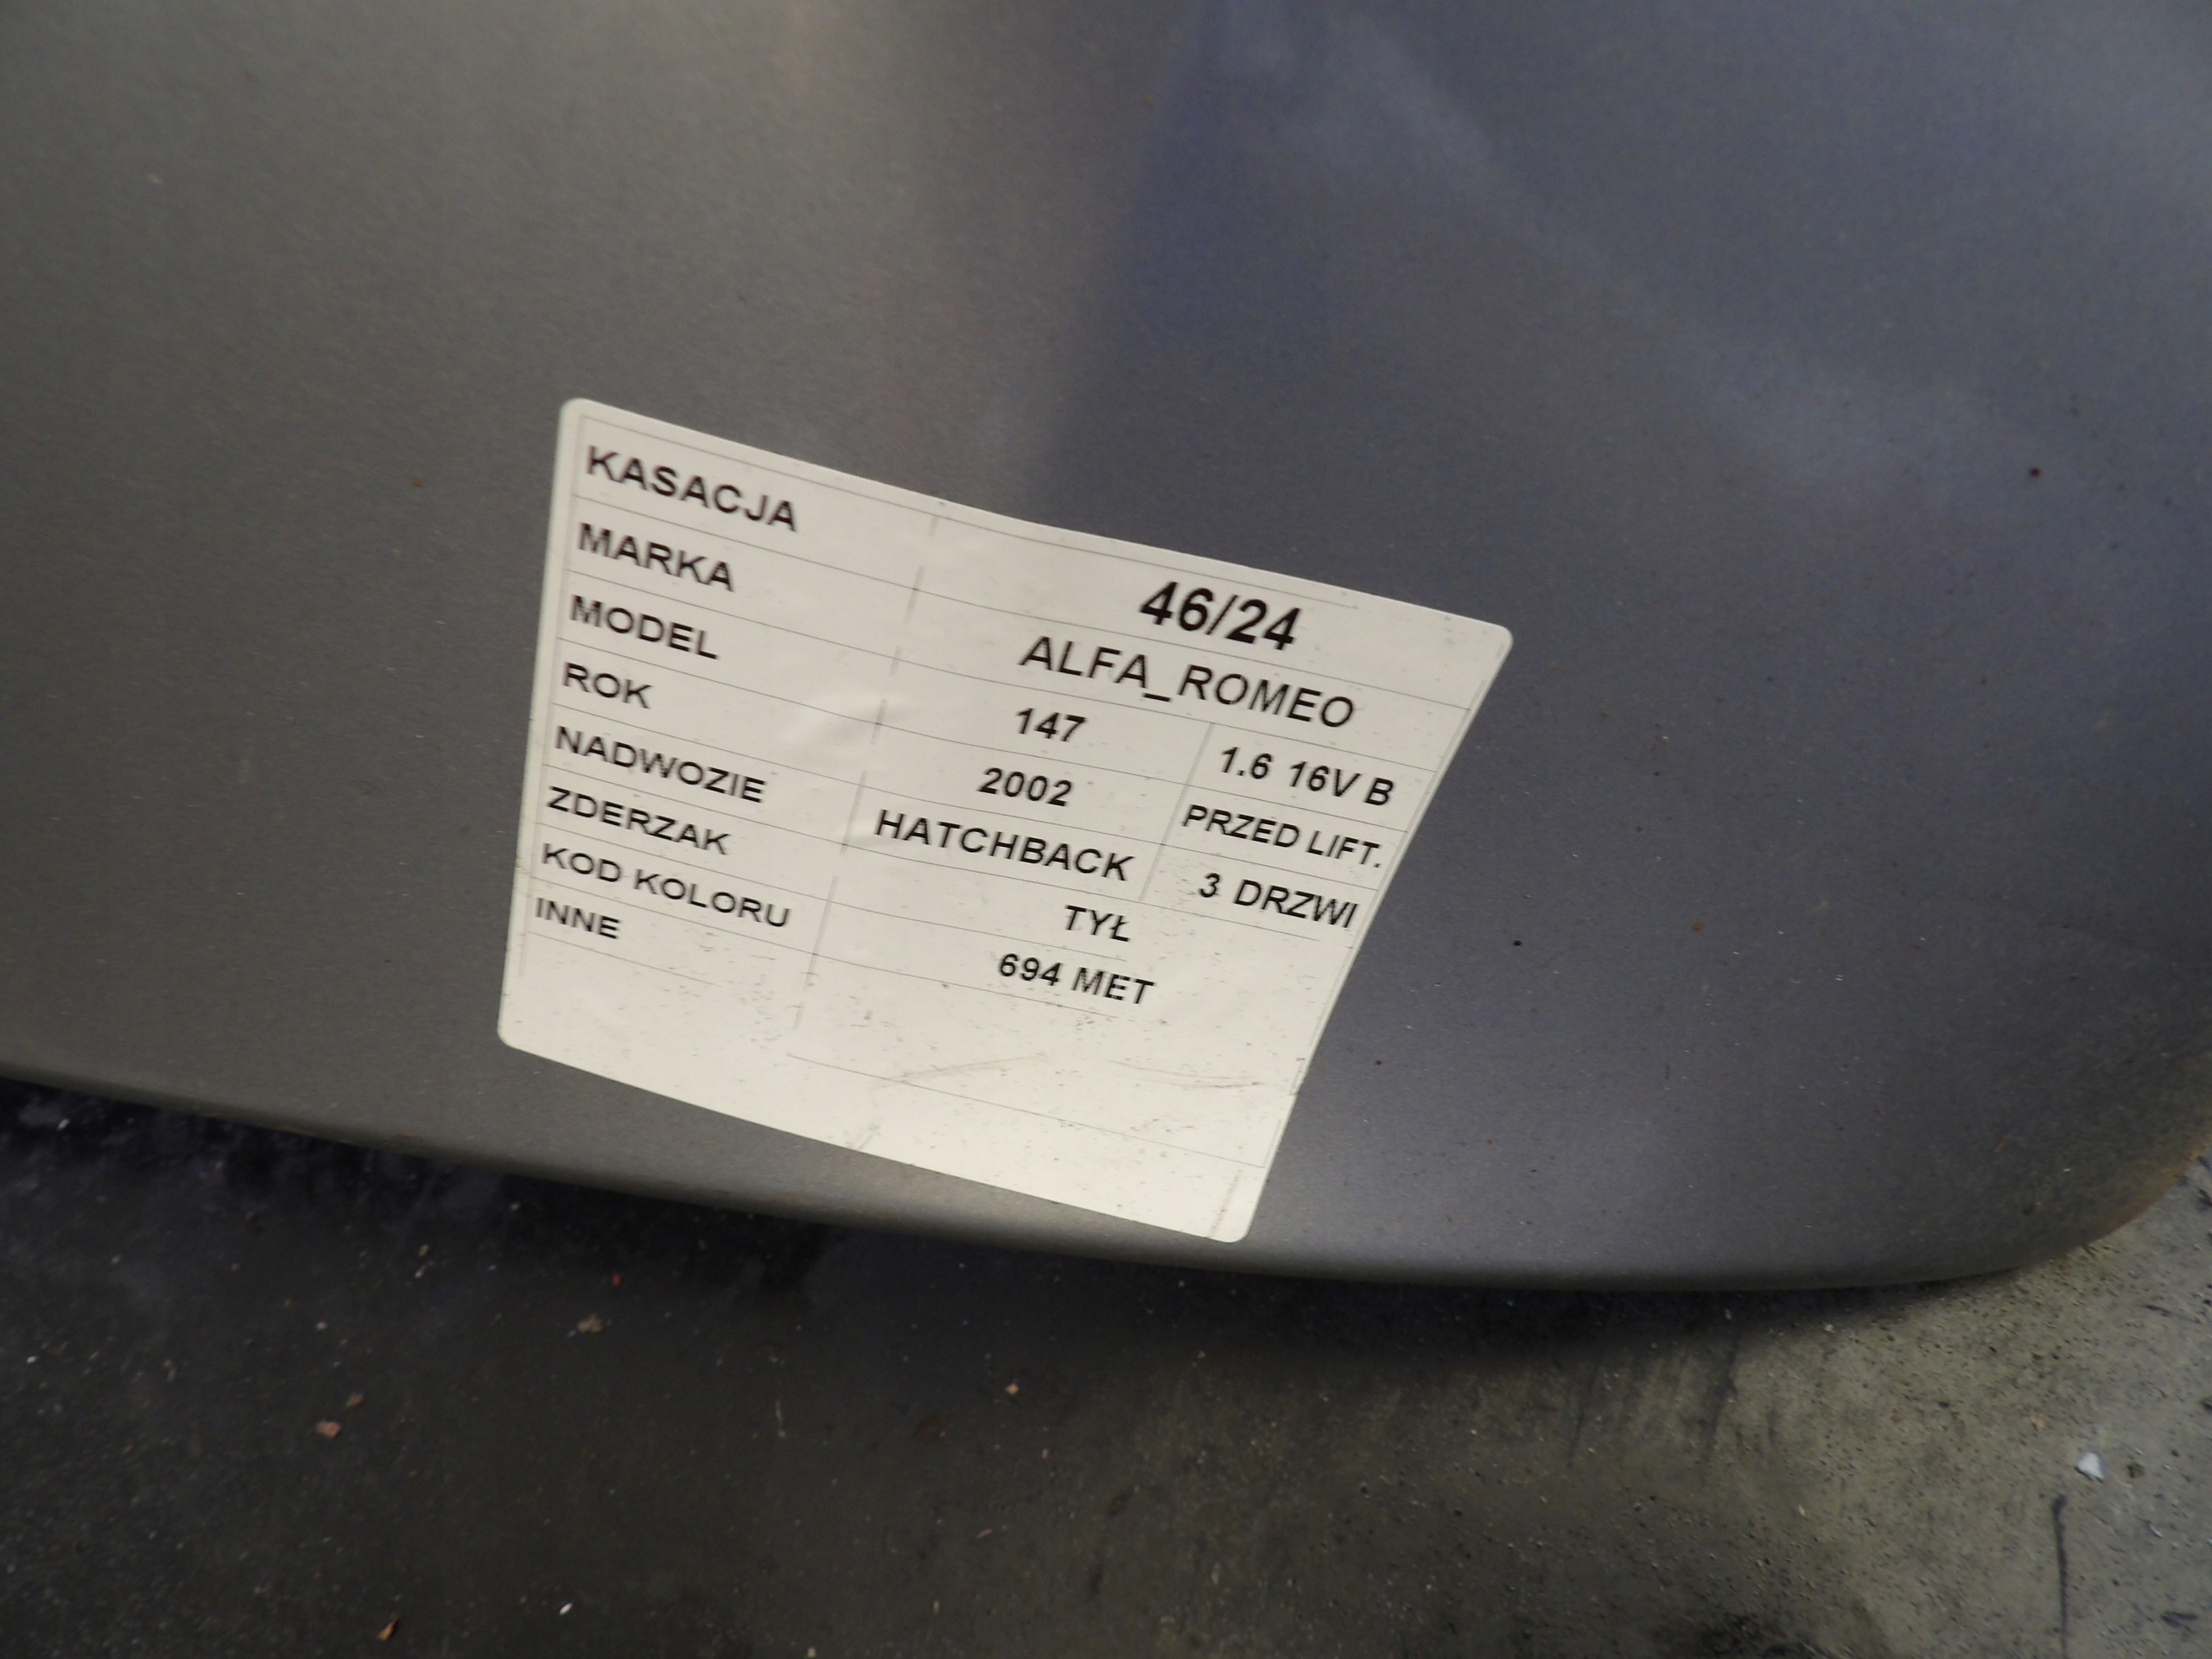 KASACJA 46/24
MARKA ALFA_ROMEO
MODEL 147 1.6 16V B
ROK 2002 PRZED LIFT.
NADWOZIE HATCHBACK 3 DRZWI
ZDERZAK TYŁ
KOD KOLORU 694 MET
INNE